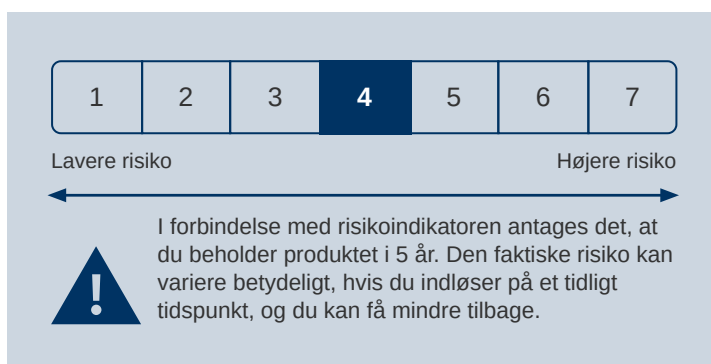 1 2 3 4 5 6 7
Lavere risiko Højere risiko
I forbindelse med risikoindikatoren antages det, at
du beholder produktet i 5 år. Den faktiske risiko kan
variere betydeligt, hvis du indløser på et tidligt
tidspunkt, og du kan få mindre tilbage.
!